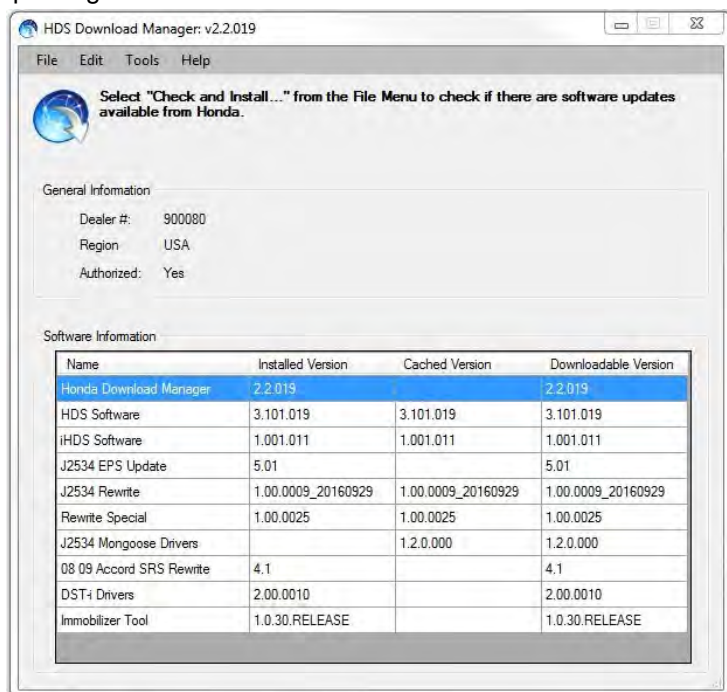 HDS Download Manager: v2.2.019
File Edit Tools Help
Select "Check and Install..." from the File Menu to check if there are software updates
available from Honda.
General Information
Dealer #: 900080
Region USA
Authorized: Yes
Software Information
Name Installed Version Cached Version Downloadable Version
Honda Download Manager 2.2.019 2.2.019
HDS Software 3.101.019 3.101.019 3.101.019
iHDS Software 1.001.011 1.001.011 1.001.011
J2534 EPS Update 5.01 5.01
J2534 Rewrite 1.00.0009_20160929 1.00.0009_20160929 1.00.0009_20160929
Rewrite Special 1.00.0025 1.00.0025 1.00.0025
J2534 Mongoose Drivers 1.2.0.000 1.2.0.000
08 09 Accord SRS Rewrite 4.1 4.1
DST-i Drivers 2.00.0010 2.00.0010
Immobilizer Tool 1.0.30.RELEASE 1.0.30.RELEASE